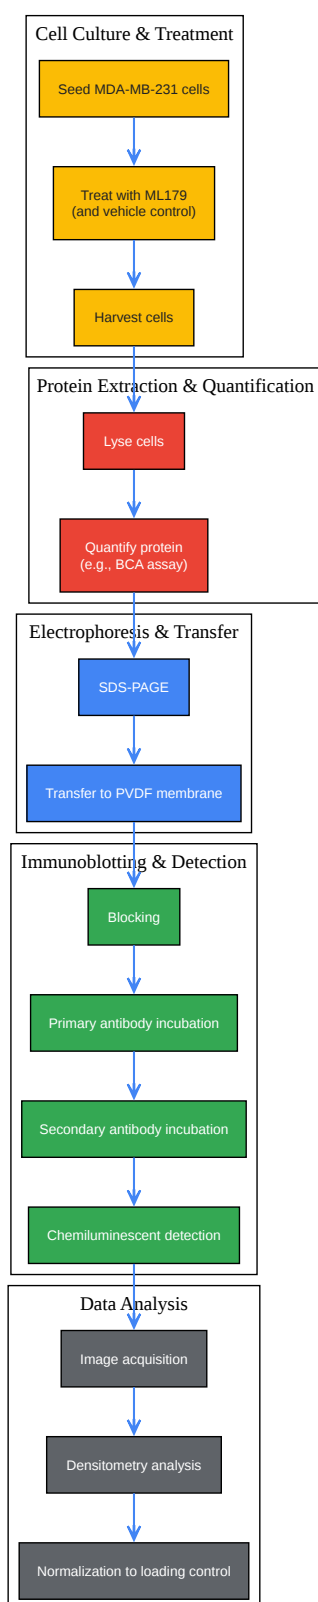 Cell Culture & Treatment
Seed MDA-MB-231 cells
Treat with ML179
(and vehicle control)
Harvest cells
Protein Extraction & Quantification
Lyse cells
Quantify protein
(e.g., BCA assay)
Electrophoresis & Transfer
SDS-PAGE
Transfer to PVDF membrane
Immunoblotting & Detection
Blocking
Primary antibody incubation
Secondary antibody incubation
Chemiluminescent detection
Data Analysis
Image acquisition
Densitometry analysis
Normalization to loading control